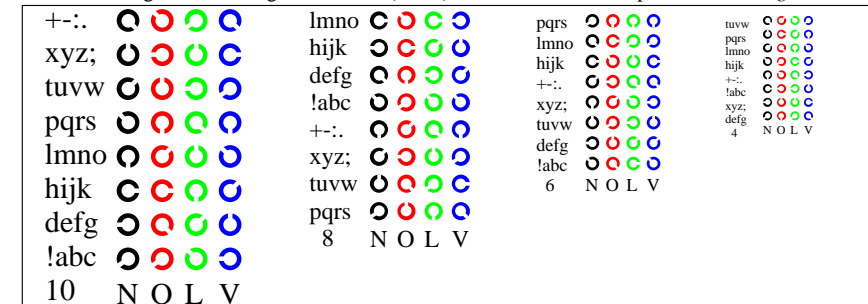 +-:.
xyz;
tuvw
pqrs
lmno
hijk
defg
!abc
10 N O L V
lmno
hijk
defg
!abc
+-:.
xyz;
tuvw
pqrs
8 N O L V
pqrs
lmno
hijk
+-:.
xyz;
tuvw
defg
!abc
6 N O L V
tuvw
pqrs
lmno
hijk
+-:.
!abc
xyz;
defg
4 N O L V